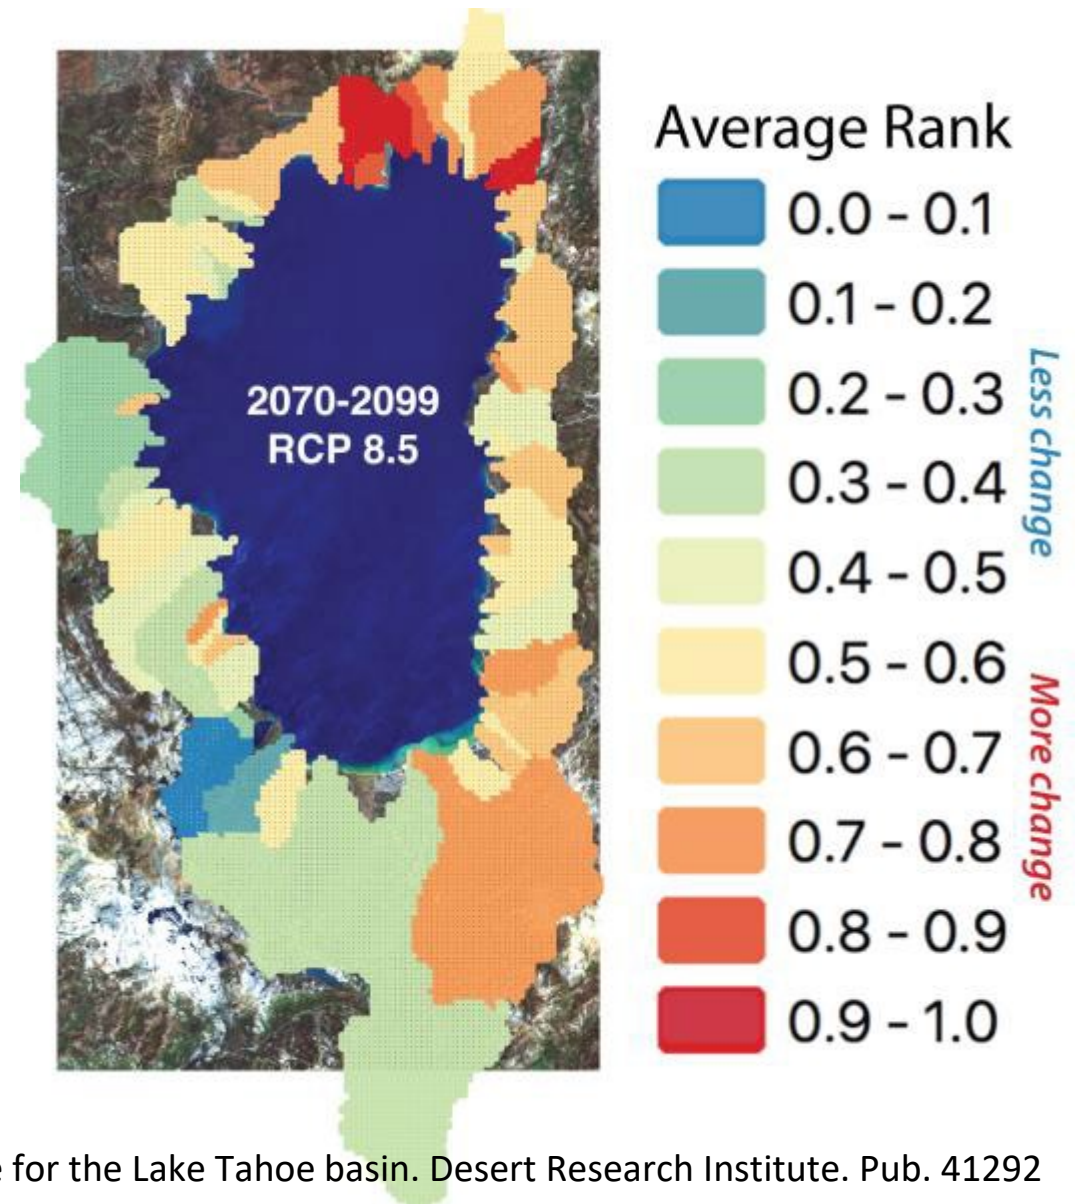 2070-2099
RCP 8.5
Average Rank
0.0 - 0.1
0.1 - 0.2
0.2 - 0.3
0.3 - 0.4
0.4 - 0.5
0.5 - 0.6
0.6 - 0.7
0.7 - 0.8
0.8 - 0.9
0.9 - 1.0
Less change
More change
e for the Lake Tahoe basin. Desert Research Institute. Pub. 41292